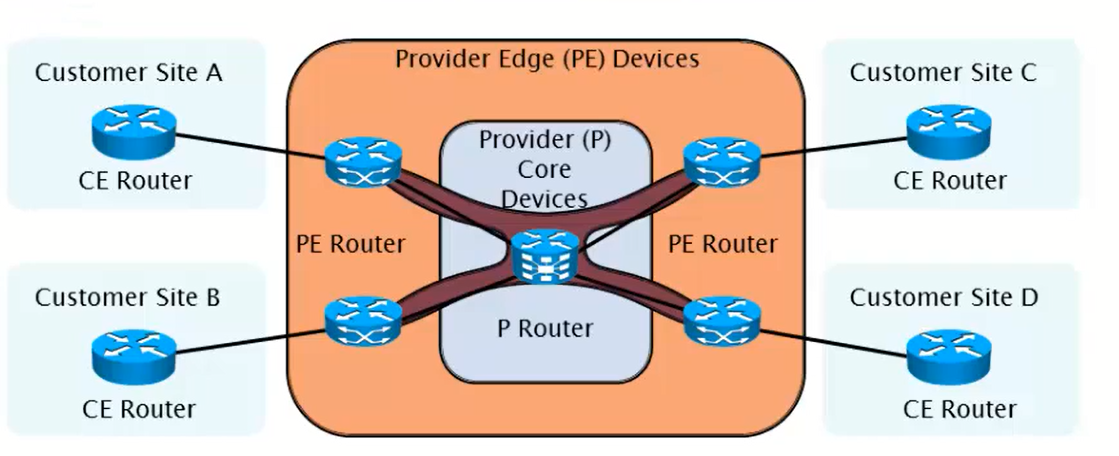 Provider Edge (PE) Devices
Customer Site A
CE Router
Provider (P)
Core
Devices
Customer Site C
CE Router
PE Router
PE Router
Customer Site B
CE Router
P Router
Customer Site D
CE Router